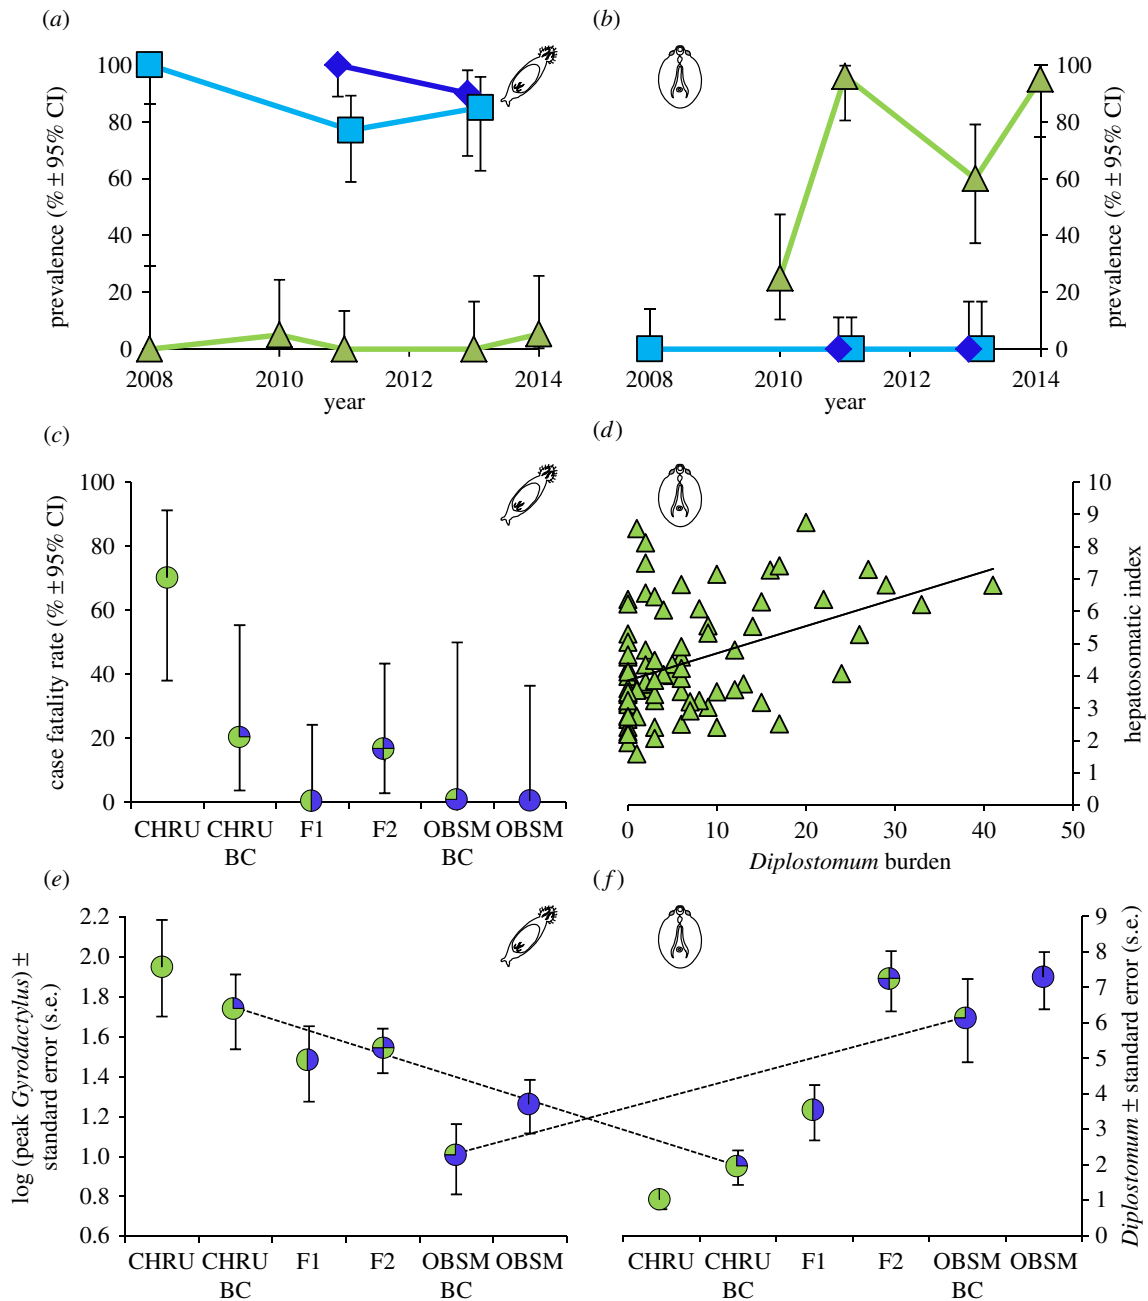 (a)
prevalence (% ± 95% CI)
100
80
60
40
20
0
2008
2010
2012
2014
year
(b)
100
80
60
40
20
0
prevalence (% ± 95% CI)
2008
2010
2012
2014
year
(c)
case fatality rate (% ± 95% CI)
100
80
60
40
20
0
CHRU
CHRU
BC
F1
F2
OBSM
BC
OBSM
(d)
10
9
8
7
6
5
4
3
2
1
0
hepatosomatic index
0
10
20
30
40
50
Diplostomum burden
(e)
log (peak Gyrodactylus) ±
standard error (s.e.)
2.2
2.0
1.8
1.6
1.4
1.2
1.0
0.8
0.6
CHRU
CHRU
BC
F1
F2
OBSM
BC
OBSM
(f)
9
8
7
6
5
4
3
2
1
0
Diplostomum ± standard error (s.e.)
CHRU
CHRU
BC
F1
F2
OBSM
BC
OBSM